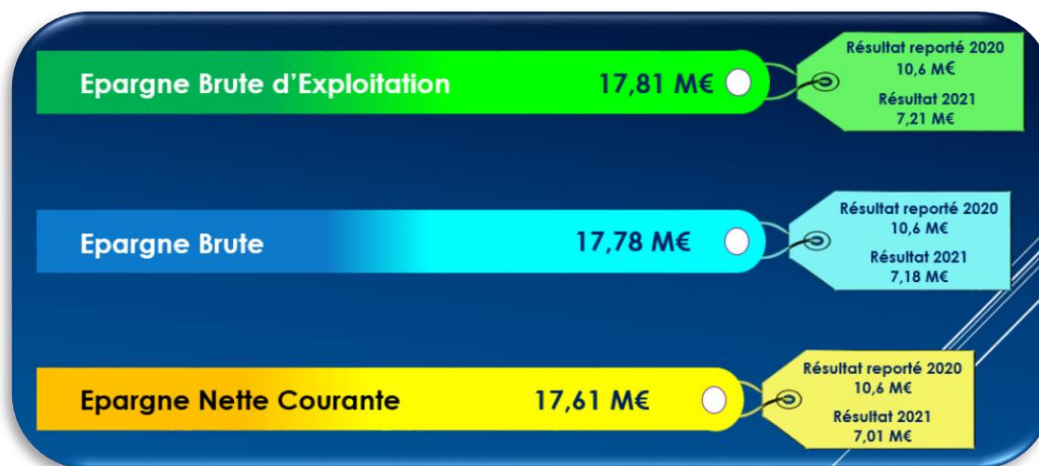 Epargne Brute d’Exploitation
17,81 M€
Résultat reporté 2020
10,6 M€
Résultat 2021
7,21 M€
Epargne Brute
17,78 M€
Résultat reporté 2020
10,6 M€
Résultat 2021
7,18 M€
Epargne Nette Courante
17,61 M€
Résultat reporté 2020
10,6 M€
Résultat 2021
7,01 M€